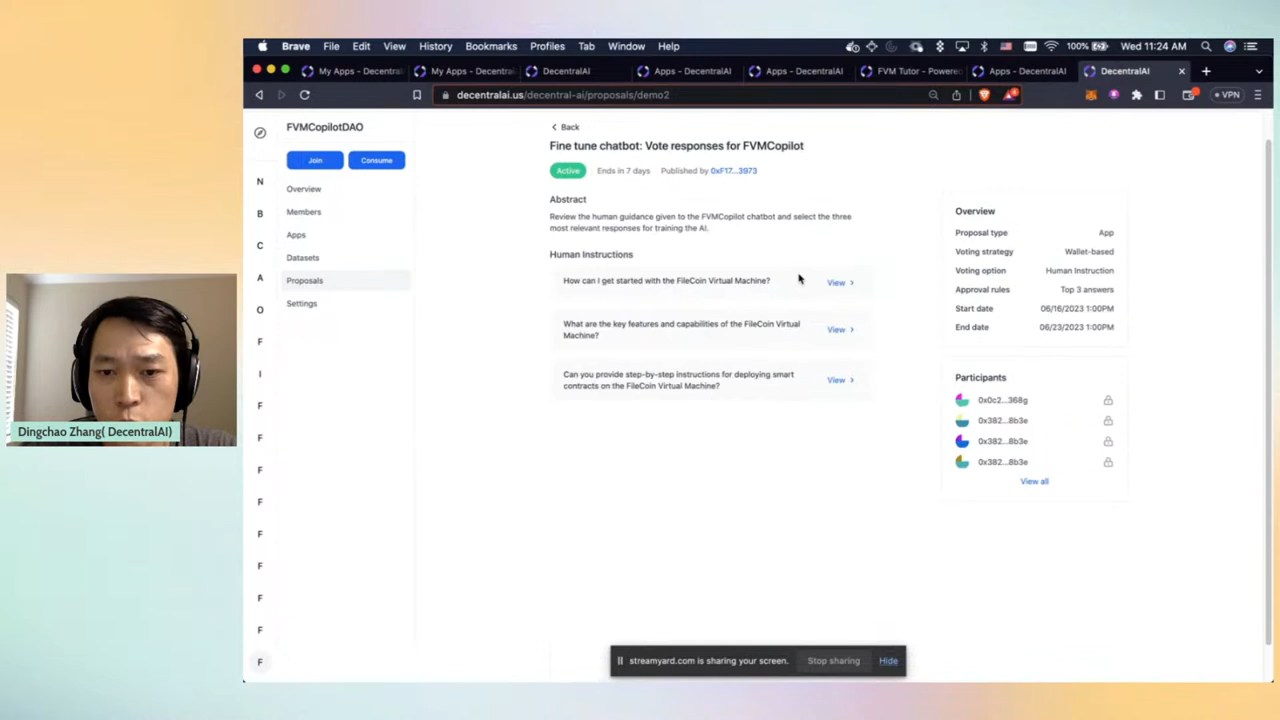 Brave File Edit View History Bookmarks Profiles Tab Window Help 100% Wed 11:24 AM
My Apps - Decentral
My Apps - Decentral
DecentralAI
Apps - DecentralAI
Apps - DecentralAI
FVM Tutor - Powere
Apps - DecentralAI
DecentralAI
decentralai.us/decentral-ai/proposals/demo2
VPN
N
B
C
A
O
F
I
F
F
F
F
F
F
F
F
F
FVMCopilotDAO
Join
Consume
Overview
Members
Apps
Datasets
Proposals
Settings
Back
Fine tune chatbot: Vote responses for FVMCopilot
Active Ends in 7 days Published by 0xF17...3973
Abstract
Review the human guidance given to the FVMCopilot chatbot and select the three
most relevant responses for training the AI.
Human Instructions
How can I get started with the FileCoin Virtual Machine?
View
What are the key features and capabilities of the FileCoin Virtual
Machine?
View
Can you provide step-by-step instructions for deploying smart
contracts on the FileCoin Virtual Machine?
View
Overview
Proposal type App
Voting strategy Wallet-based
Voting option Human Instruction
Approval rules Top 3 answers
Start date 06/16/2023 1:00PM
End date 06/23/2023 1:00PM
Participants
0x0c2...368g
0x382...8b3e
0x382...8b3e
0x382...8b3e
View all
Dingchao Zhang( DecentralAI)
streamyard.com is sharing your screen.
Stop sharing
Hide